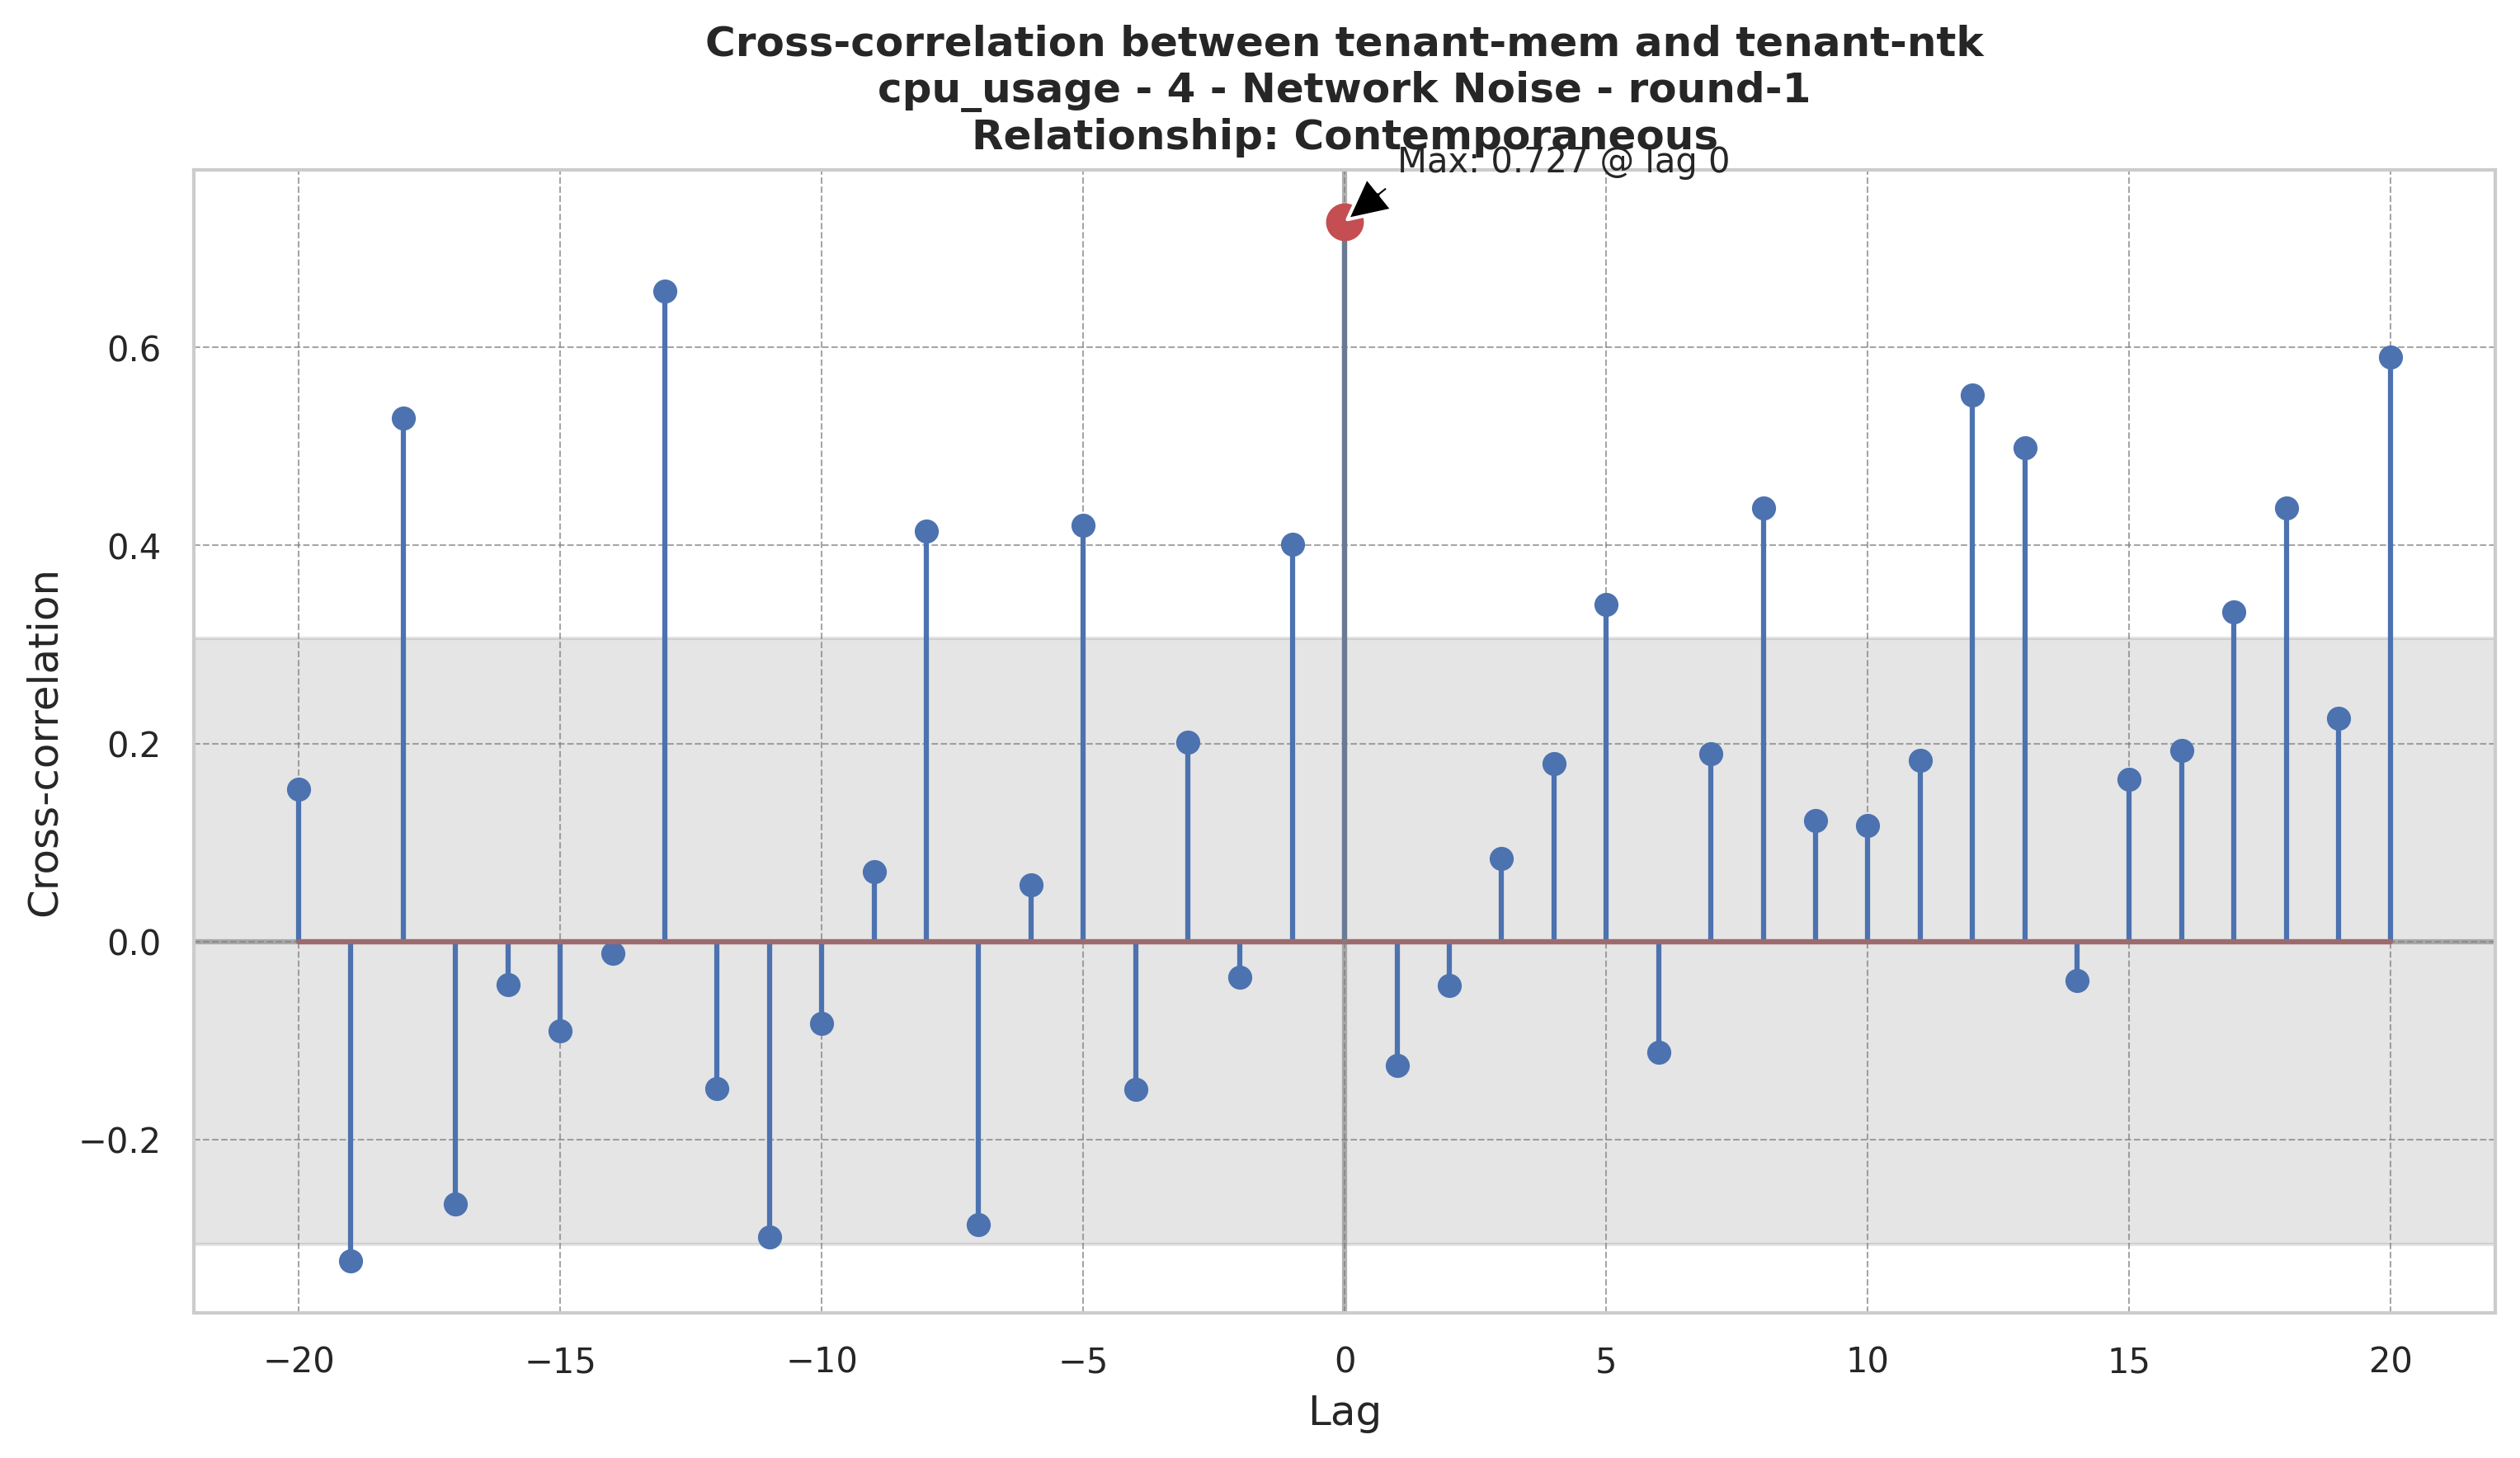 Cross-correlation between tenant-mem and tenant-ntk
cpu_usage - 4 - Network Noise - round-1
Relationship: Contemporaneous
Max: 0.727 @ lag 0
Cross-correlation
0.6
0.4
0.2
0.0
−0.2
−20
−15
−10
−5
0
5
10
15
20
Lag